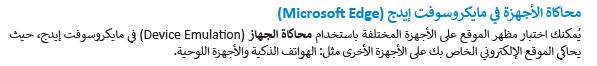 محاكاة الأجهزة في مايكروسوفت إيدج (Microsoft Edge)
يُمكنك اختبار مظهر الموقع على الأجهزة المختلفة باستخدام محاكاة الجهاز (Device Emulation) في مايكروسوفت إيدج، حيث
يحاكي الموقع الإلكتروني الخاص بك على الأجهزة الأخرى مثل: الهواتف الذكية والأجهزة اللوحية.